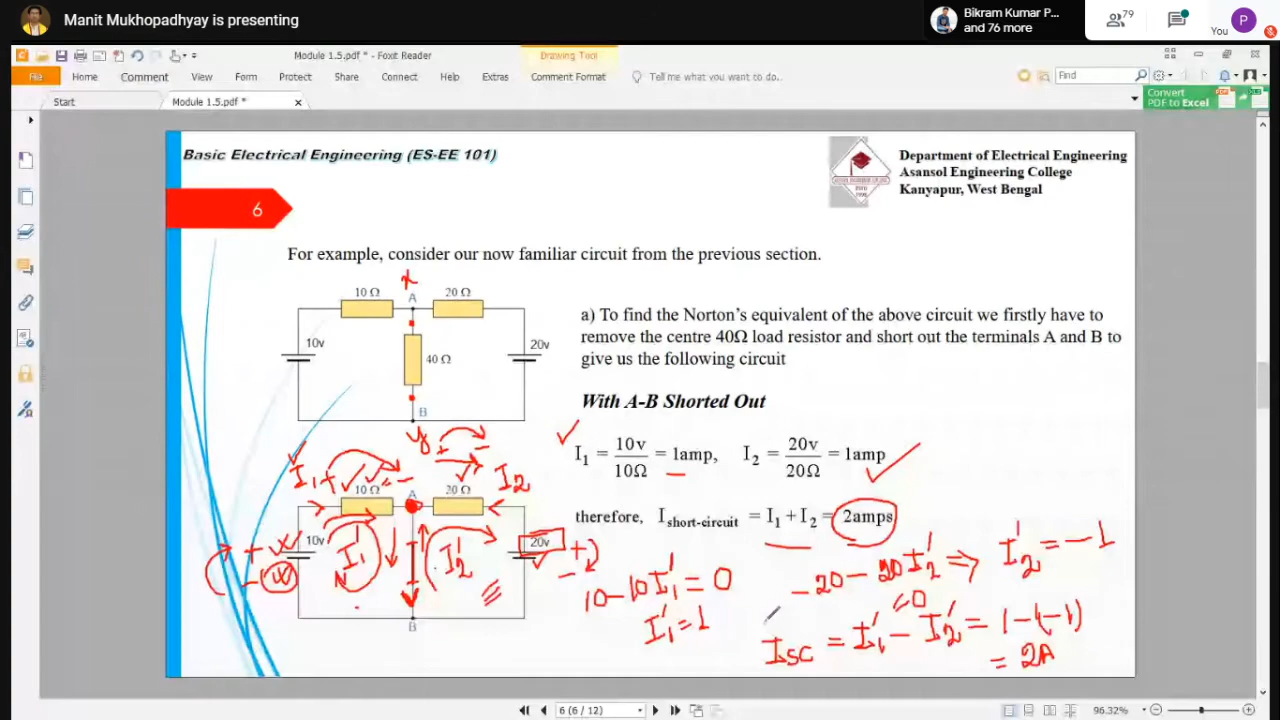 Manit Mukhopadhyay is presenting
Bikram Kumar P...
and 76 more
79
You
P
Module 1.5.pdf * - Foxit Reader
Drawing Tool
File Home Comment View Form Protect Share Connect Help Extras Comment Format Tell me what you want to do.. Find
Start Module 1.5.pdf * ×
Convert
PDF to Excel
Basic Electrical Engineering (ES-EE 101)
Department of Electrical Engineering
Asansol Engineering College
Kanyapur, West Bengal
6
For example, consider our now familiar circuit from the previous section.
x
10 Ω A 20 Ω
10v 40 Ω 20v
B
y
a) To find the Norton's equivalent of the above circuit we firstly have to
remove the centre 40Ω load resistor and short out the terminals A and B to
give us the following circuit
With A-B Shorted Out
I₁ = 10v/10Ω = 1amp, I₂ = 20v/20Ω = 1amp
therefore, I short-circuit = I₁ + I₂ = 2amps
+ -
I₁ + - I₂
10 Ω A 20 Ω
+ 10v I₁' I₂' 20v +
- -
B
10 - 10I₁' = 0
I₁' = 1
-20 - 20I₂' ⇒ I₂' = -1
= 0
Isc = I₁' - I₂' = 1 - (-1)
= 2A
6 (6 / 12)
96.32%